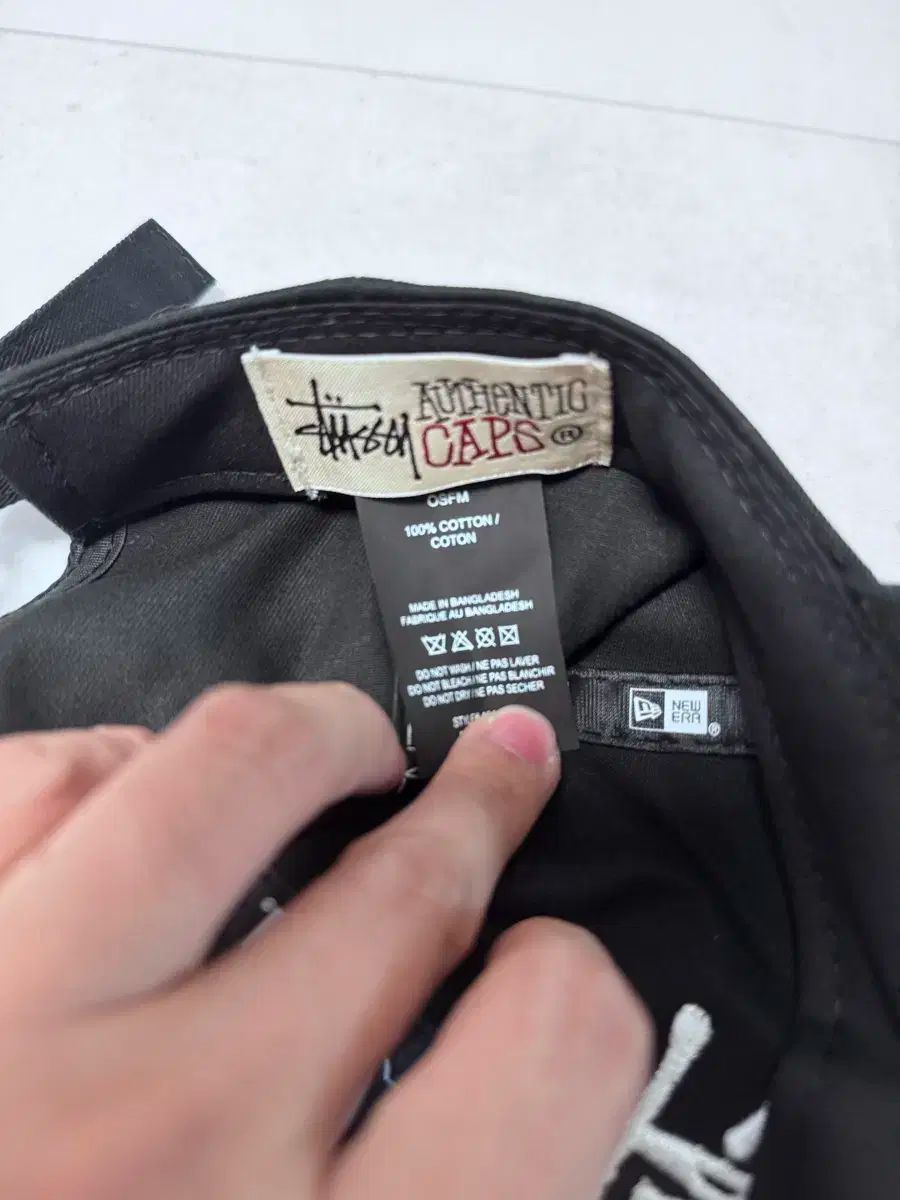 Stüssy AUTHENTIC
CAPS ®
OSFM
100% COTTON /
COTON
MADE IN BANGLADESH
FABRIQUE AU BANGLADESH
DO NOT WASH / NE PAS LAVER
DO NOT BLEACH / NE PAS BLANCHIR
DO NOT DRY / NE PAS SECHER
NEW
ERA ®